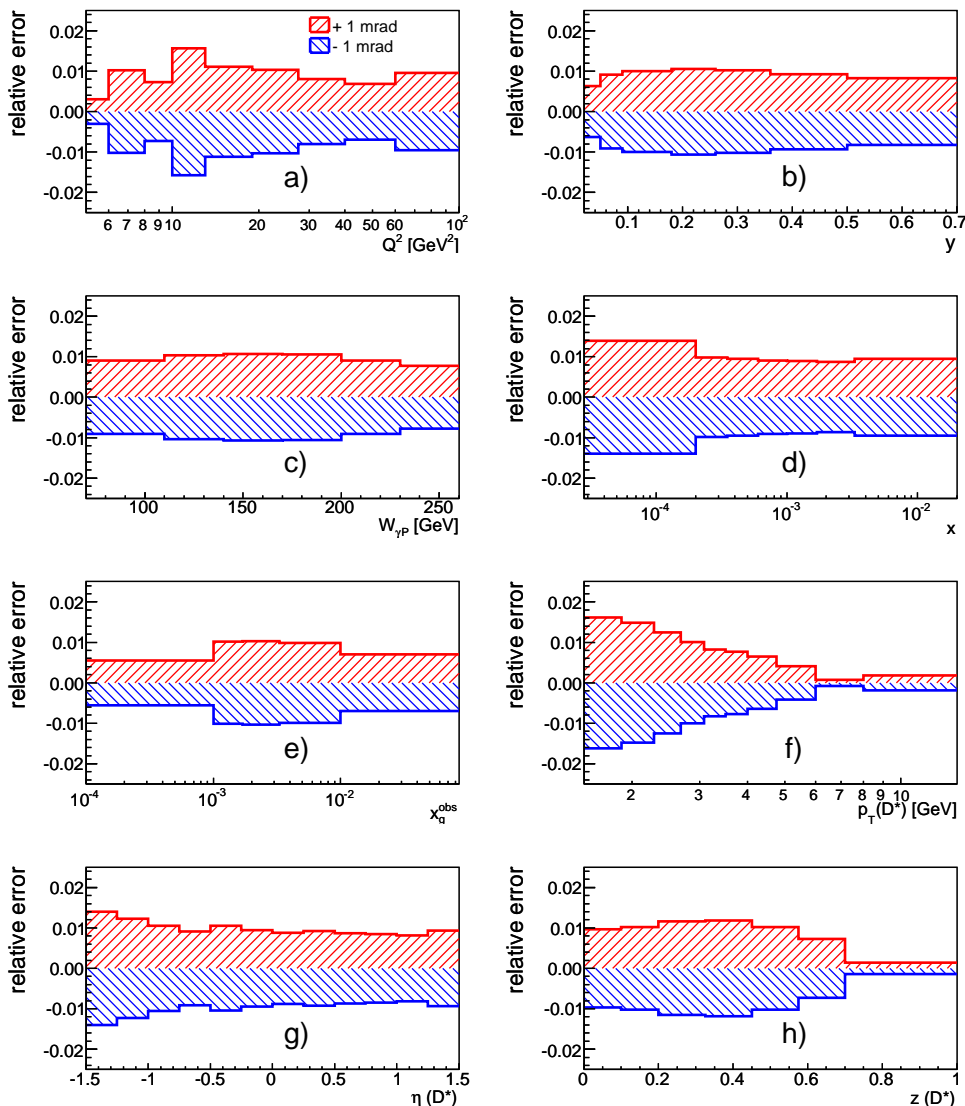 relative error
0.02
0.01
0.00
-0.01
-0.02
+ 1 mrad
- 1 mrad
a)
6 7 8 9 10 20 30 40 50 60 10²
Q² [GeV²]
relative error
0.02
0.01
0.00
-0.01
-0.02
b)
0.1 0.2 0.3 0.4 0.5 0.6 0.7
y
relative error
0.02
0.01
0.00
-0.01
-0.02
c)
100 150 200 250
W_γP [GeV]
relative error
0.02
0.01
0.00
-0.01
-0.02
d)
10⁻⁴ 10⁻³ 10⁻²
x
relative error
0.02
0.01
0.00
-0.01
-0.02
e)
10⁻⁴ 10⁻³ 10⁻²
x_g^obs
relative error
0.02
0.01
0.00
-0.01
-0.02
f)
2 3 4 5 6 7 8 9 10
p_T(D*) [GeV]
relative error
0.02
0.01
0.00
-0.01
-0.02
g)
-1.5 -1 -0.5 0 0.5 1 1.5
η (D*)
relative error
0.02
0.01
0.00
-0.01
-0.02
h)
0 0.2 0.4 0.6 0.8 1
z (D*)